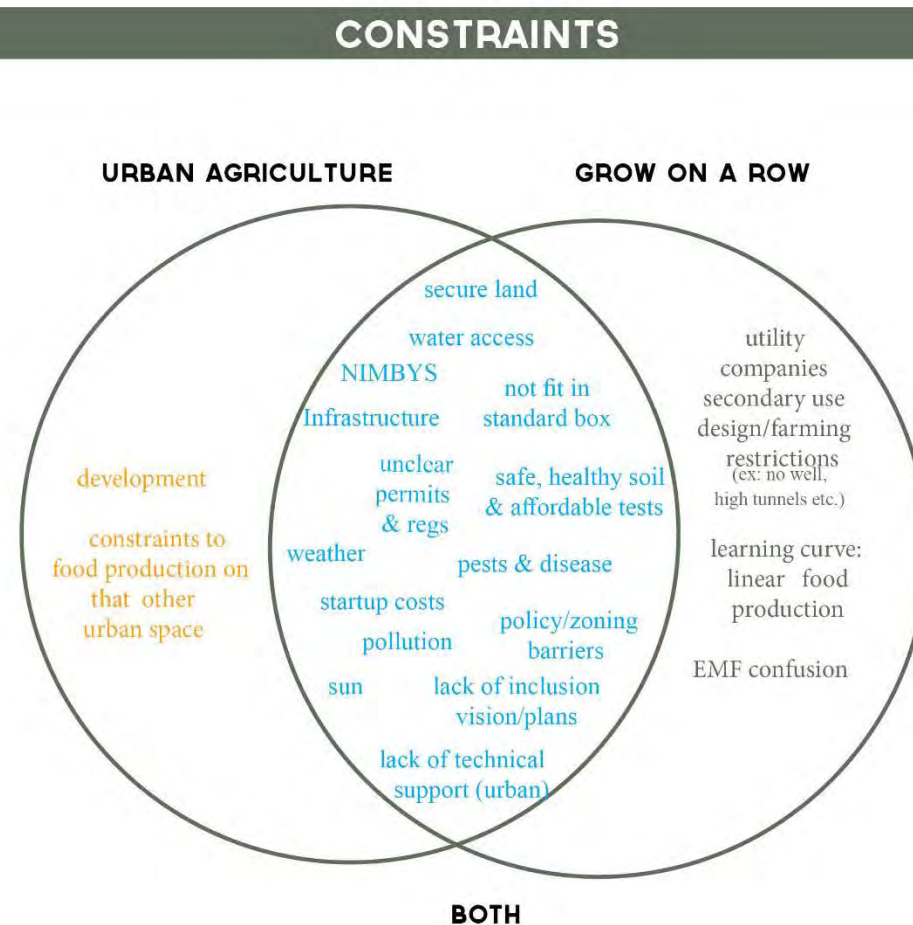 CONSTRAINTS
URBAN AGRICULTURE
GROW ON A ROW
development
constraints to
food production on
that other
urban space
secure land
water access
NIMBYS
not fit in
standard box
Infrastructure
unclear
permits
& regs
safe, healthy soil
& affordable tests
weather
pests & disease
startup costs
policy/zoning
barriers
pollution
sun
lack of inclusion
vision/plans
lack of technical
support (urban)
utility
companies
secondary use
design/farming
restrictions
(ex: no well,
high tunnels etc.)
learning curve:
linear food
production
EMF confusion
BOTH